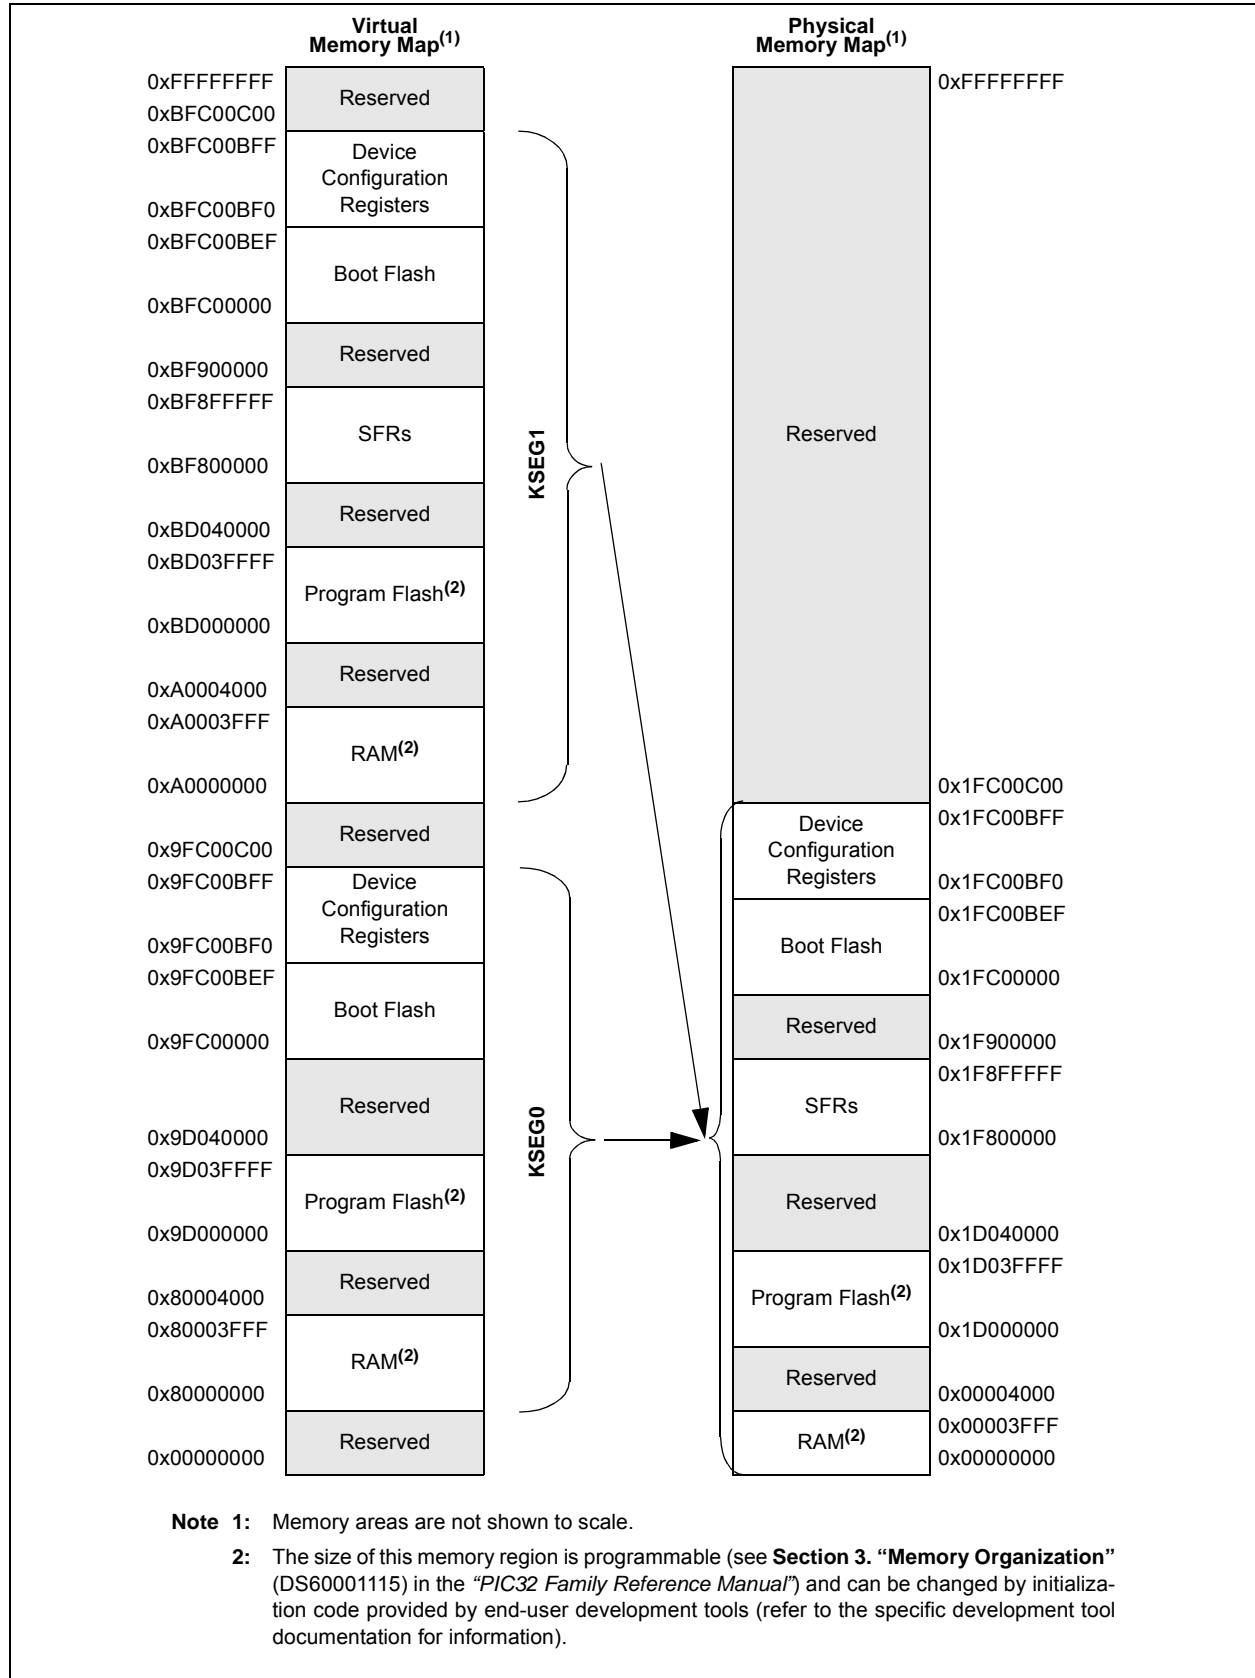 Virtual
Memory Map(1)
Physical
Memory Map(1)
0xFFFFFFFF
Reserved
0xBFC00C00
0xBFC00BFF
Device
Configuration
Registers
0xBFC00BF0
0xBFC00BEF
Boot Flash
0xBFC00000
Reserved
0xBF900000
0xBF8FFFFF
SFRs
0xBF800000
Reserved
0xBD040000
0xBD03FFFF
Program Flash(2)
0xBD000000
Reserved
0xA0004000
0xA0003FFF
RAM(2)
0xA0000000
Reserved
0x9FC00C00
0x9FC00BFF
Device
Configuration
Registers
0x9FC00BF0
0x9FC00BEF
Boot Flash
0x9FC00000
Reserved
0x9D040000
0x9D03FFFF
Program Flash(2)
0x9D000000
Reserved
0x80004000
0x80003FFF
RAM(2)
0x80000000
Reserved
0x00000000
KSEG1
KSEG0
0xFFFFFFFF
Reserved
0x1FC00C00
0x1FC00BFF
Device
Configuration
Registers
0x1FC00BF0
0x1FC00BEF
Boot Flash
0x1FC00000
Reserved
0x1F900000
0x1F8FFFFF
SFRs
0x1F800000
Reserved
0x1D040000
0x1D03FFFF
Program Flash(2)
0x1D000000
Reserved
0x00004000
0x00003FFF
RAM(2)
0x00000000
Note 1: Memory areas are not shown to scale.
2: The size of this memory region is programmable (see Section 3. “Memory Organization”
(DS60001115) in the “PIC32 Family Reference Manual”) and can be changed by initializa-
tion code provided by end-user development tools (refer to the specific development tool
documentation for information).